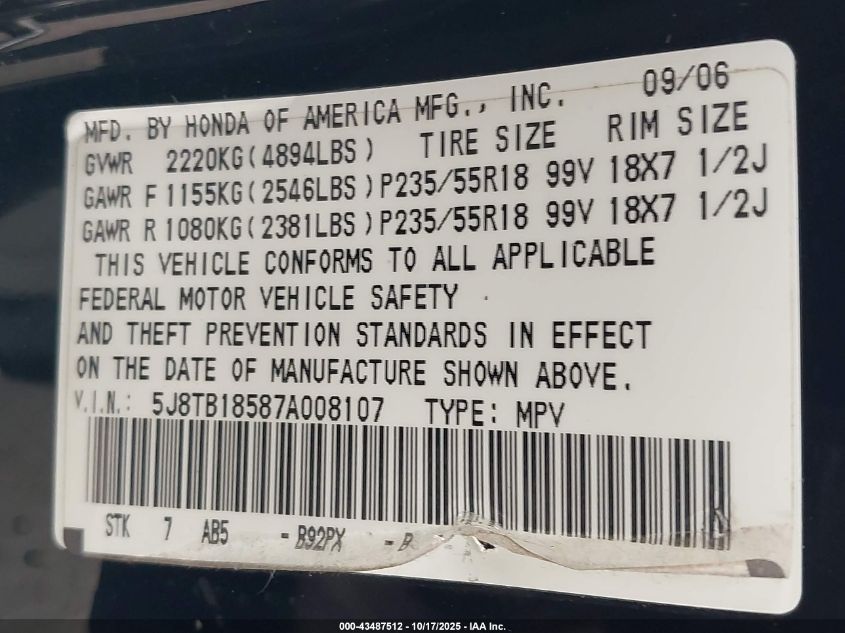 MFD. BY HONDA OF AMERICA MFG., INC. 09/06
GVWR 2220KG(4894LBS) TIRE SIZE RIM SIZE
GAWR F 1155KG(2546LBS)P235/55R18 99V 18X7 1/2J
GAWR R 1080KG(2381LBS)P235/55R18 99V 18X7 1/2J
THIS VEHICLE CONFORMS TO ALL APPLICABLE
FEDERAL MOTOR VEHICLE SAFETY
AND THEFT PREVENTION STANDARDS IN EFFECT
ON THE DATE OF MANUFACTURE SHOWN ABOVE.
V.I.N.: 5J8TB18587A008107 TYPE: MPV
STK 7 AB5 -B92PX -B
000-43487512 - 10/17/2025 - IAA Inc.